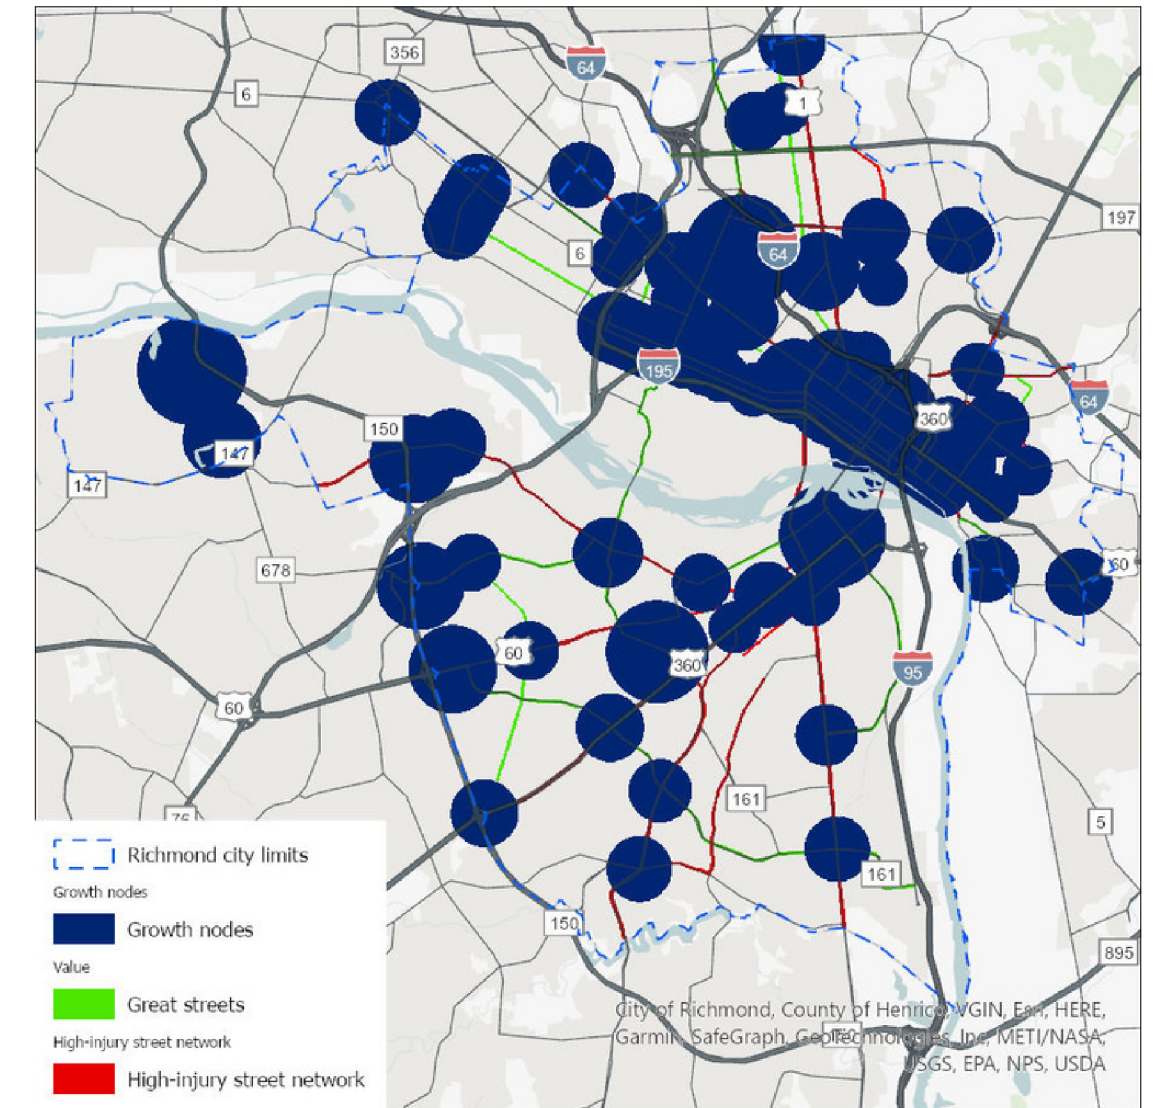 356
64
6
1
197
6
64
195
64
360
150
147
147
678
60
60
360
95
60
76
161
5
161
150
895
Richmond city limits
Growth nodes
Growth nodes
Value
Great streets
High-injury street network
High-injury street network
City of Richmond, County of Henrico, VGIN, Esri, HERE,
Garmin, SafeGraph, GeoTechnologies, Inc, METI/NASA,
USGS, EPA, NPS, USDA